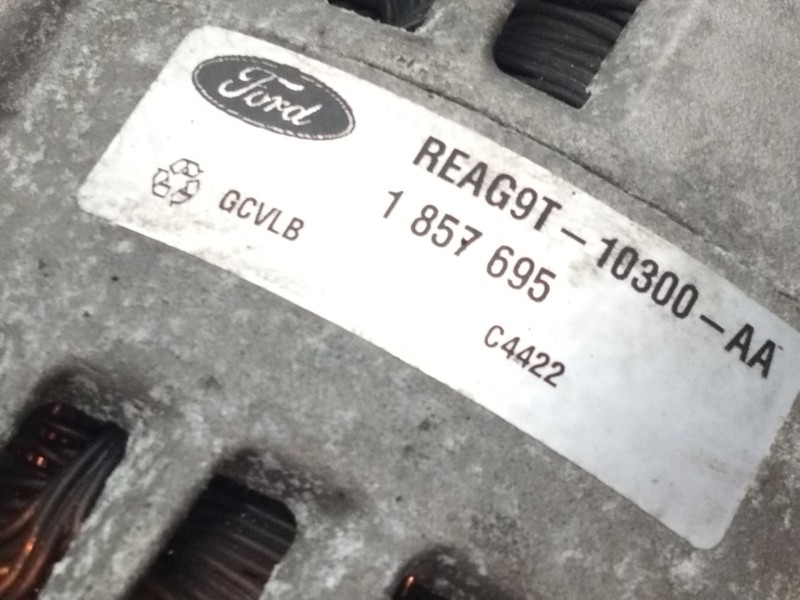 Ford
REAG9T-10300-AA
1 857 695
GCVLB
C4422